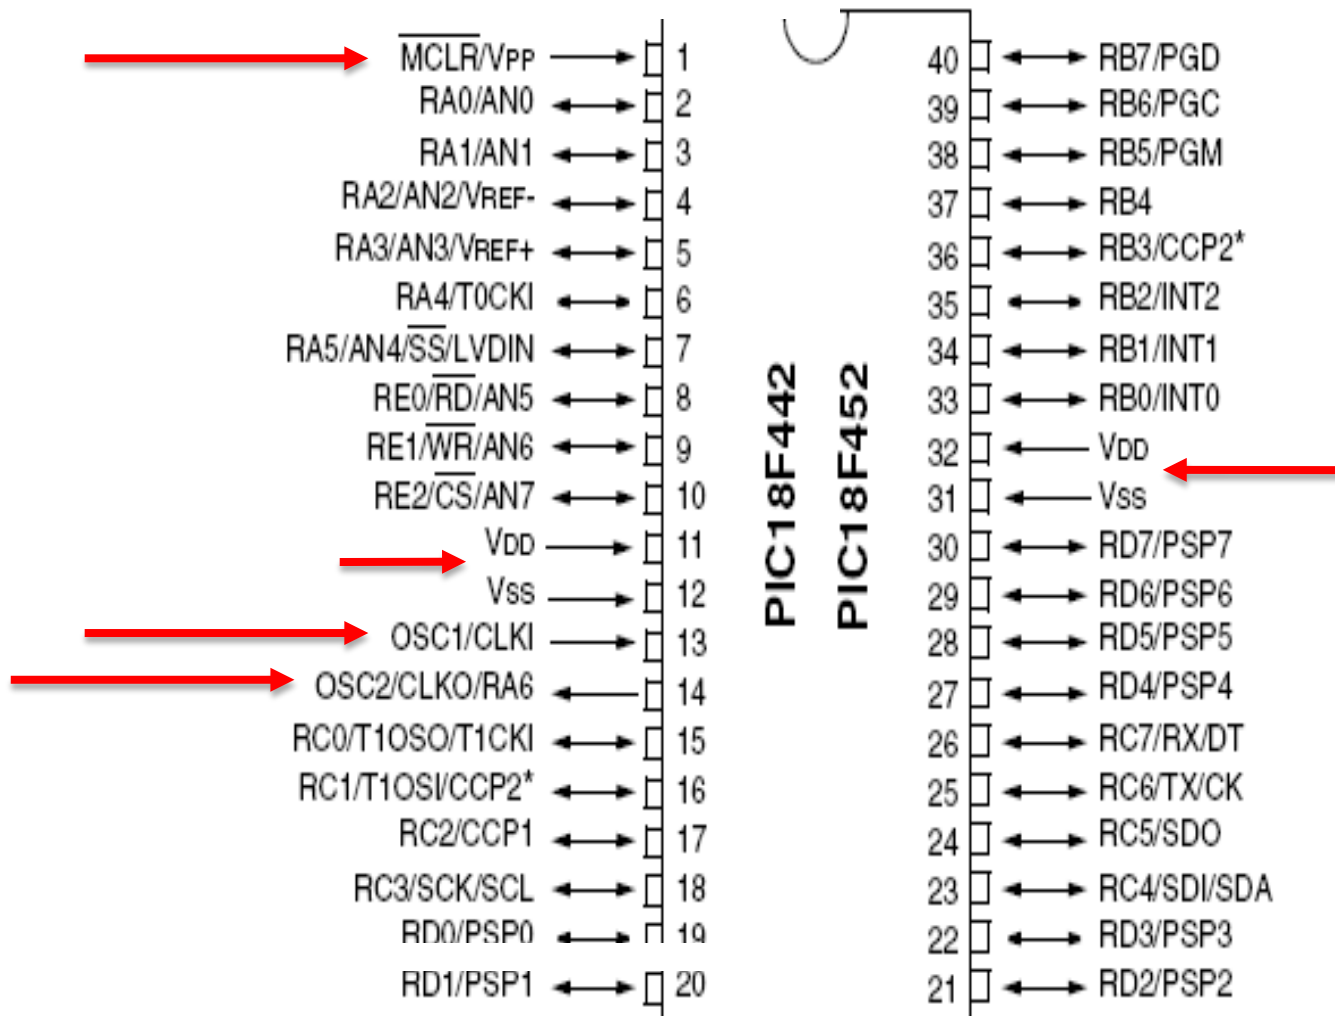 MCLR/VPP 1
RA0/AN0 2
RA1/AN1 3
RA2/AN2/VREF- 4
RA3/AN3/VREF+ 5
RA4/T0CKI 6
RA5/AN4/SS/LVDIN 7
RE0/RD/AN5 8
RE1/WR/AN6 9
RE2/CS/AN7 10
VDD 11
VSS 12
OSC1/CLKI 13
OSC2/CLKO/RA6 14
RC0/T1OSO/T1CKI 15
RC1/T1OSI/CCP2* 16
RC2/CCP1 17
RC3/SCK/SCL 18
RD0/PSP0 19
RD1/PSP1 20
PIC18F442
PIC18F452
40 RB7/PGD
39 RB6/PGC
38 RB5/PGM
37 RB4
36 RB3/CCP2*
35 RB2/INT2
34 RB1/INT1
33 RB0/INT0
32 VDD
31 VSS
30 RD7/PSP7
29 RD6/PSP6
28 RD5/PSP5
27 RD4/PSP4
26 RC7/RX/DT
25 RC6/TX/CK
24 RC5/SDO
23 RC4/SDI/SDA
22 RD3/PSP3
21 RD2/PSP2